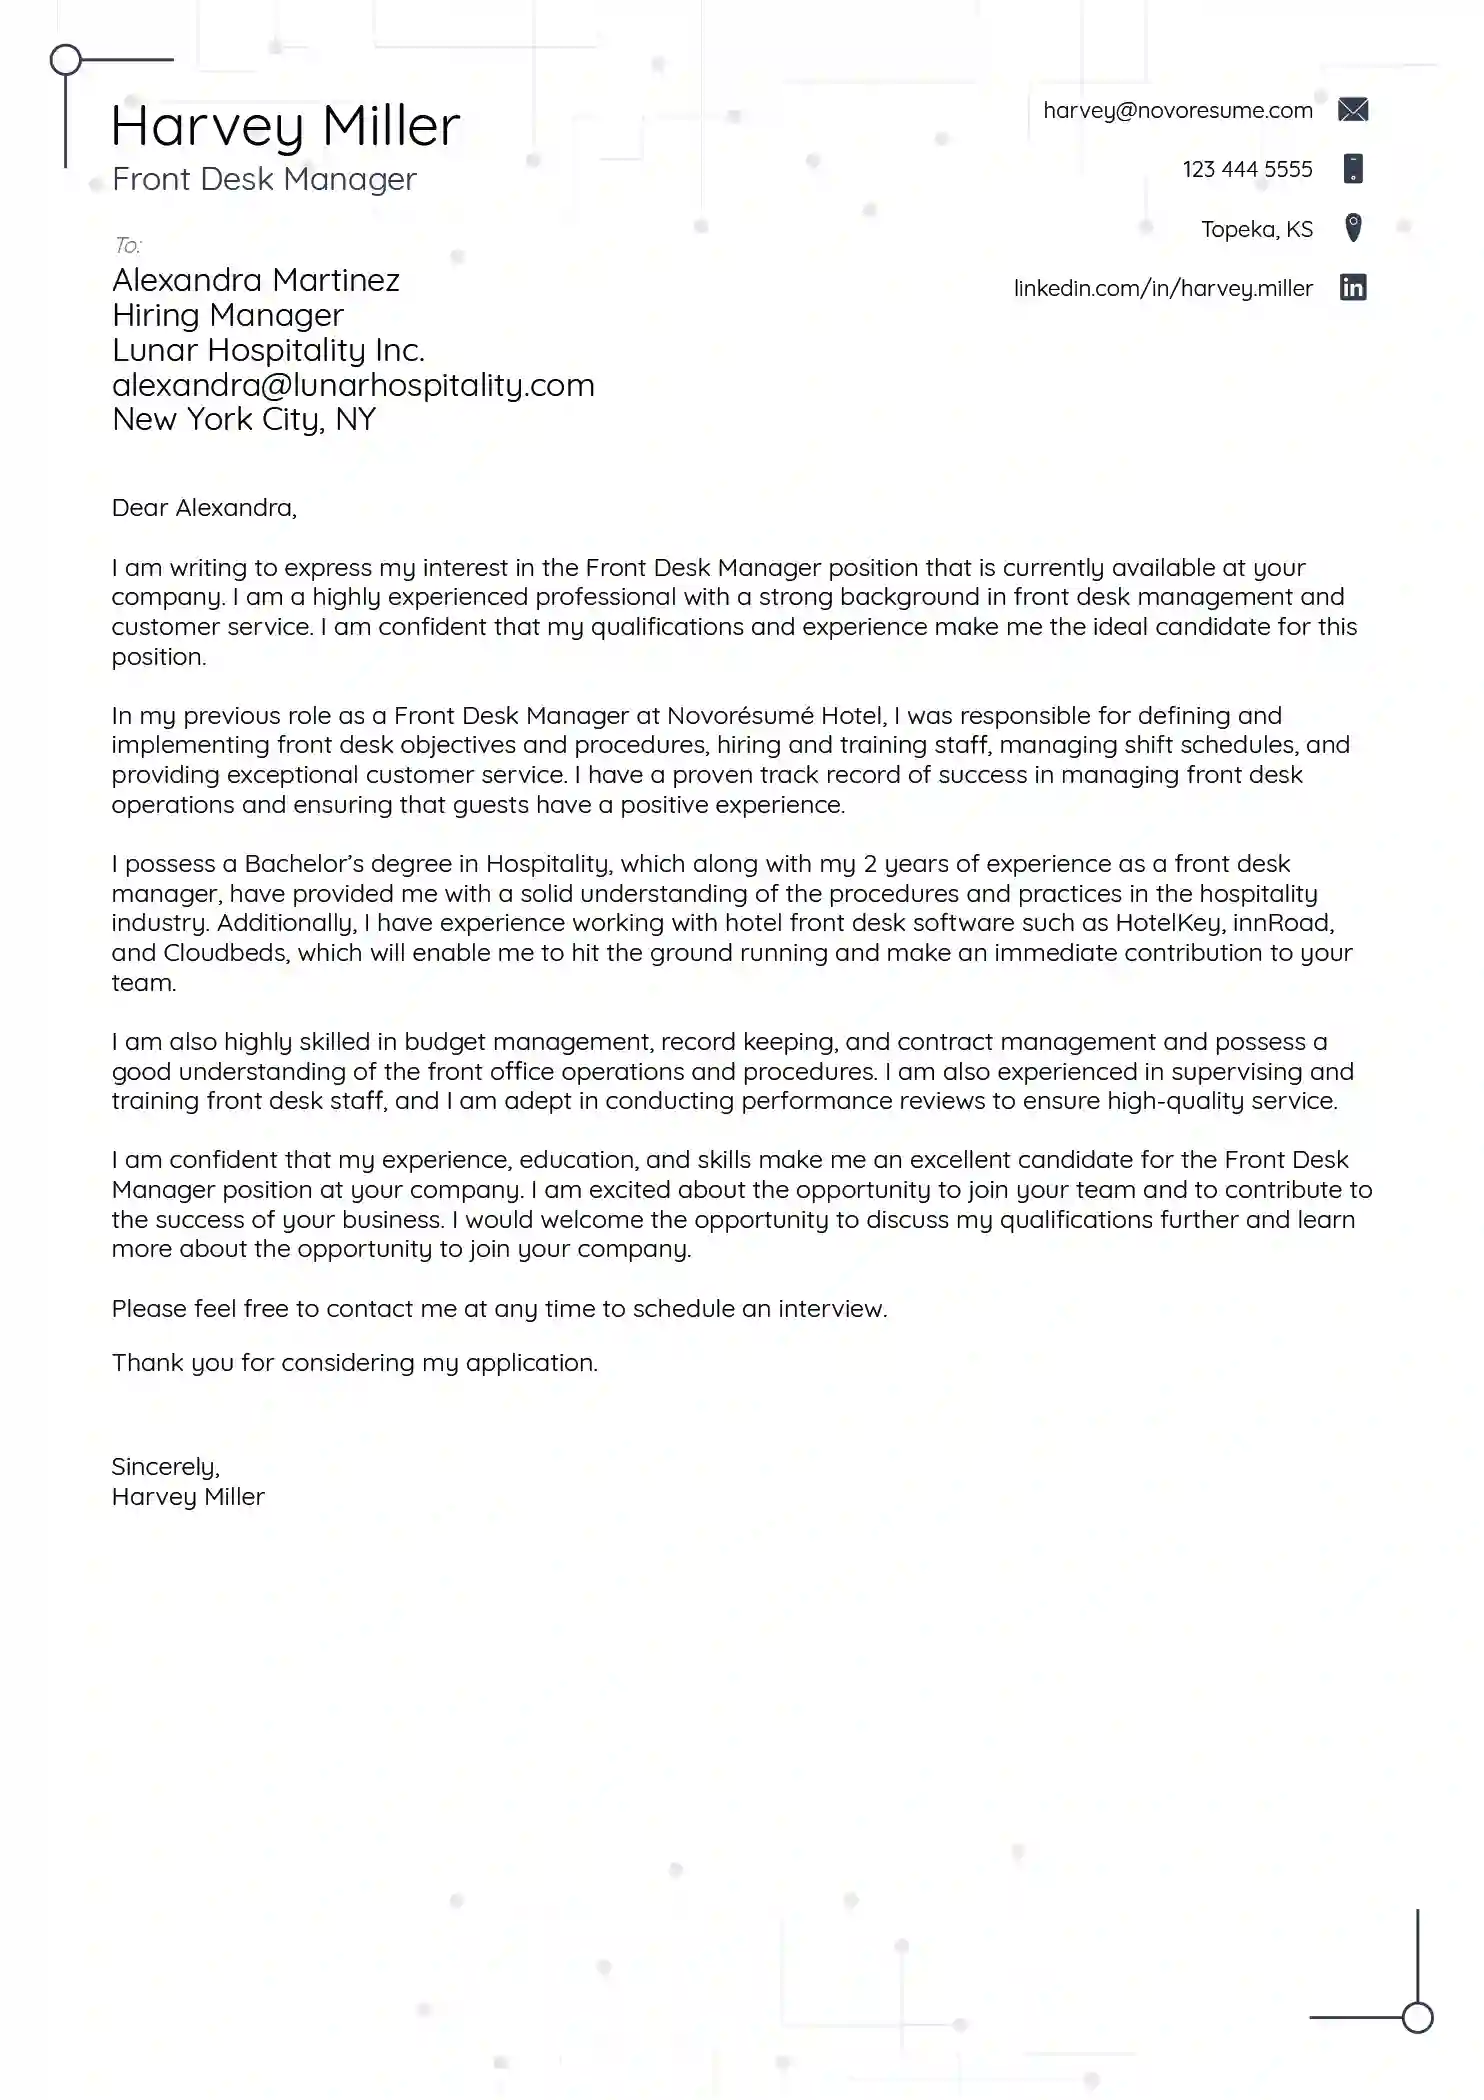 Harvey Miller
Front Desk Manager
harvey@novoresume.com
123 444 5555
Topeka, KS
linkedin.com/in/harvey.miller
To:
Alexandra Martinez
Hiring Manager
Lunar Hospitality Inc.
alexandra@lunarhospitality.com
New York City, NY
Dear Alexandra,
I am writing to express my interest in the Front Desk Manager position that is currently available at your
company. I am a highly experienced professional with a strong background in front desk management and
customer service. I am confident that my qualifications and experience make me the ideal candidate for this
position.
In my previous role as a Front Desk Manager at Novorésumé Hotel, I was responsible for defining and
implementing front desk objectives and procedures, hiring and training staff, managing shift schedules, and
providing exceptional customer service. I have a proven track record of success in managing front desk
operations and ensuring that guests have a positive experience.
I possess a Bachelor’s degree in Hospitality, which along with my 2 years of experience as a front desk
manager, have provided me with a solid understanding of the procedures and practices in the hospitality
industry. Additionally, I have experience working with hotel front desk software such as HotelKey, innRoad,
and Cloudbeds, which will enable me to hit the ground running and make an immediate contribution to your
team.
I am also highly skilled in budget management, record keeping, and contract management and possess a
good understanding of the front office operations and procedures. I am also experienced in supervising and
training front desk staff, and I am adept in conducting performance reviews to ensure high-quality service.
I am confident that my experience, education, and skills make me an excellent candidate for the Front Desk
Manager position at your company. I am excited about the opportunity to join your team and to contribute to
the success of your business. I would welcome the opportunity to discuss my qualifications further and learn
more about the opportunity to join your company.
Please feel free to contact me at any time to schedule an interview.
Thank you for considering my application.
Sincerely,
Harvey Miller